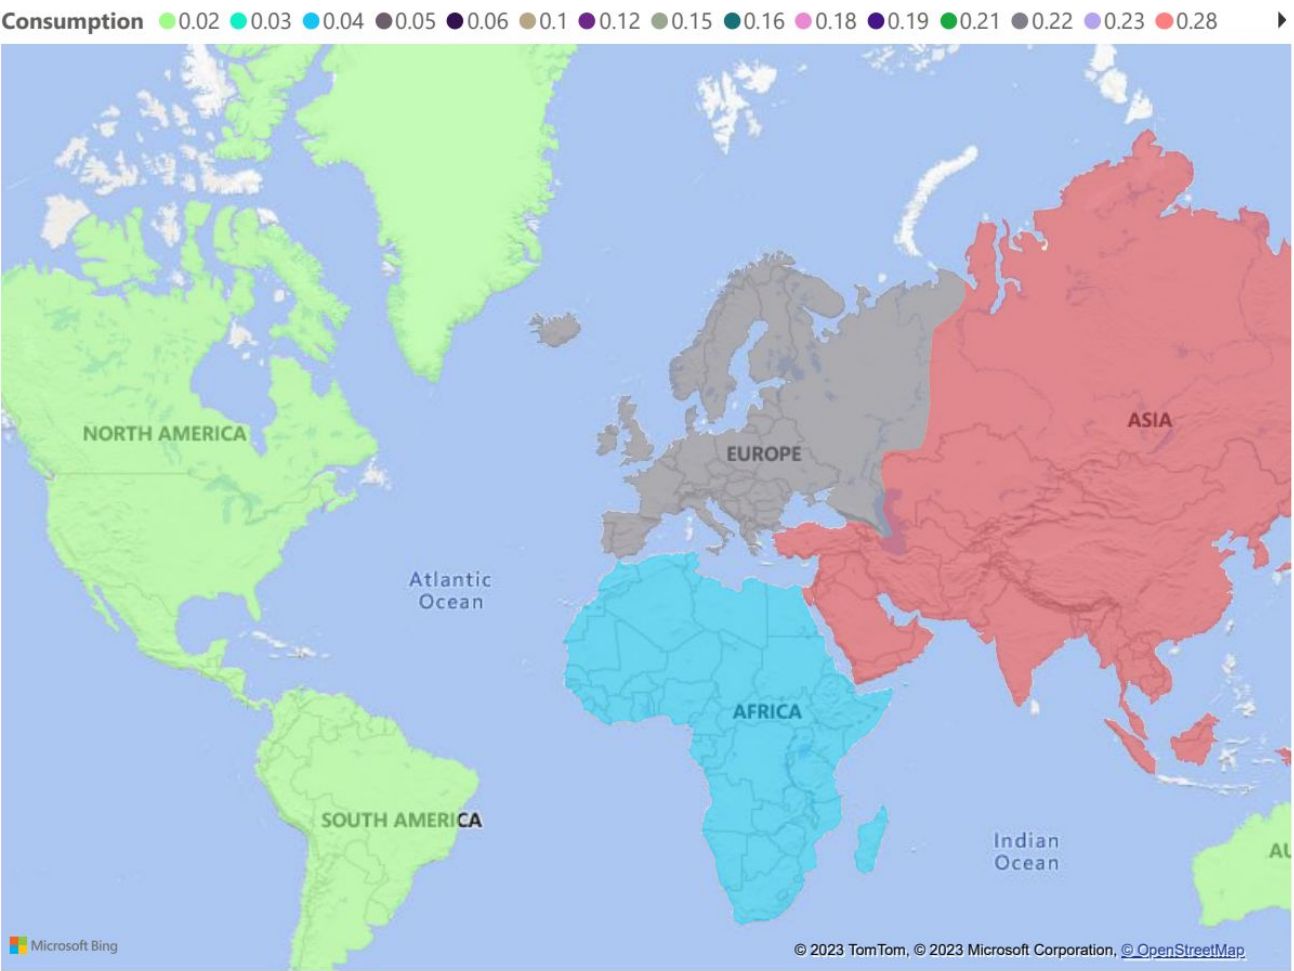 Consumption 0.02 0.03 0.04 0.05 0.06 0.1 0.12 0.15 0.16 0.18 0.19 0.21 0.22 0.23 0.28
NORTH AMERICA
ASIA
EUROPE
Atlantic
Ocean
AFRICA
SOUTH AMERICA
Indian
Ocean
AU
Microsoft Bing
© 2023 TomTom, © 2023 Microsoft Corporation, © OpenStreetMap